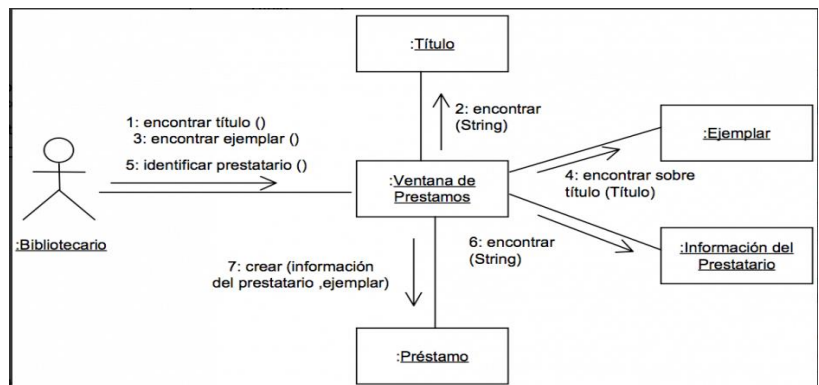 :Título
1: encontrar título ()
3: encontrar ejemplar ()
5: identificar prestatario ()
2: encontrar
(String)
:Ejemplar
:Ventana de
Prestamos
4: encontrar sobre
título (Título)
:Bibliotecario
6: encontrar
(String)
:Información del
Prestatario
7: crear (información
del prestatario ,ejemplar)
:Préstamo